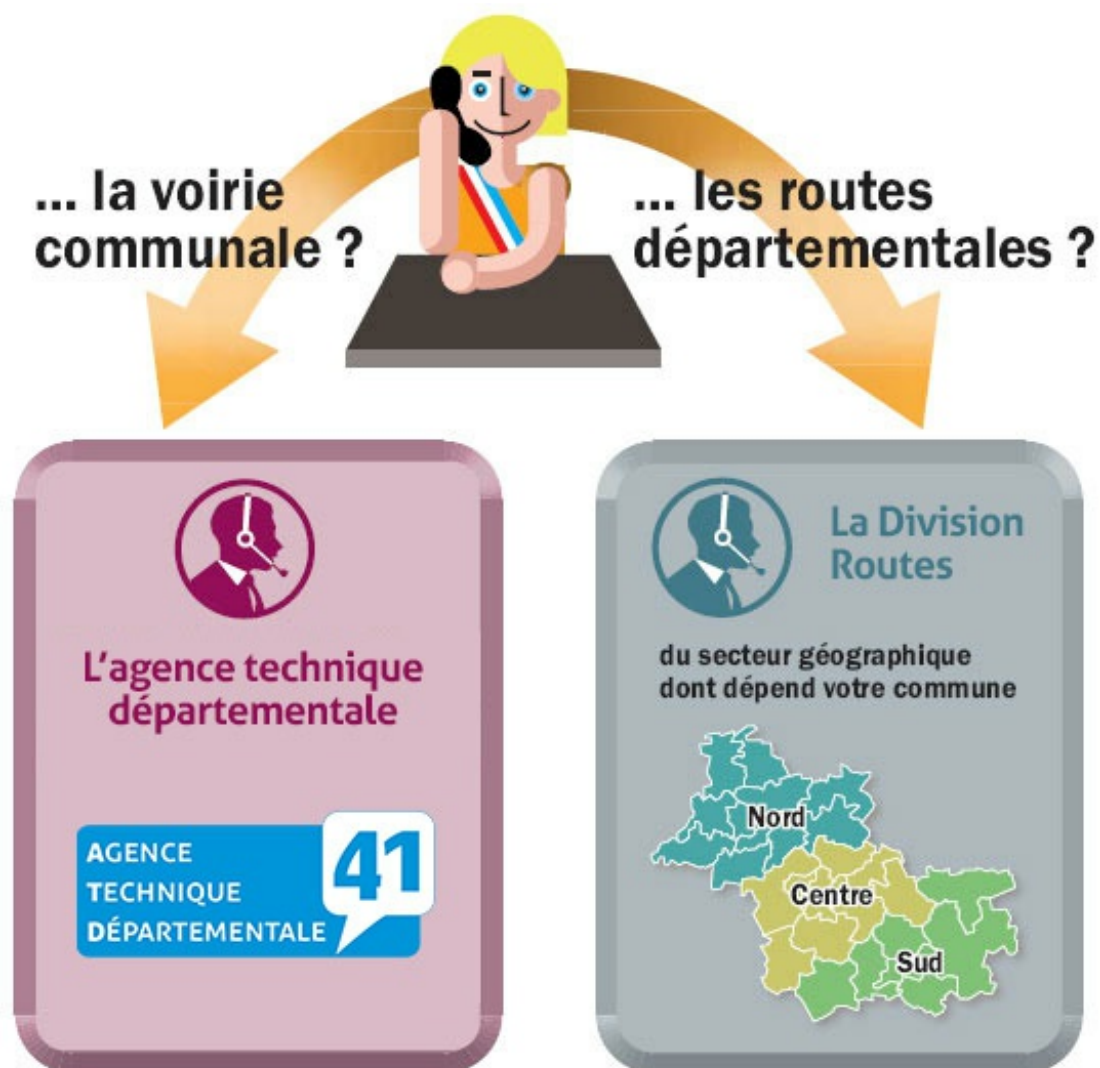 ... la voirie
communale ?
... les routes
départementales ?
L'agence technique
départementale
AGENCE
TECHNIQUE
DÉPARTEMENTALE
41
La Division
Routes
du secteur géographique
dont dépend votre commune
Nord
Centre
Sud